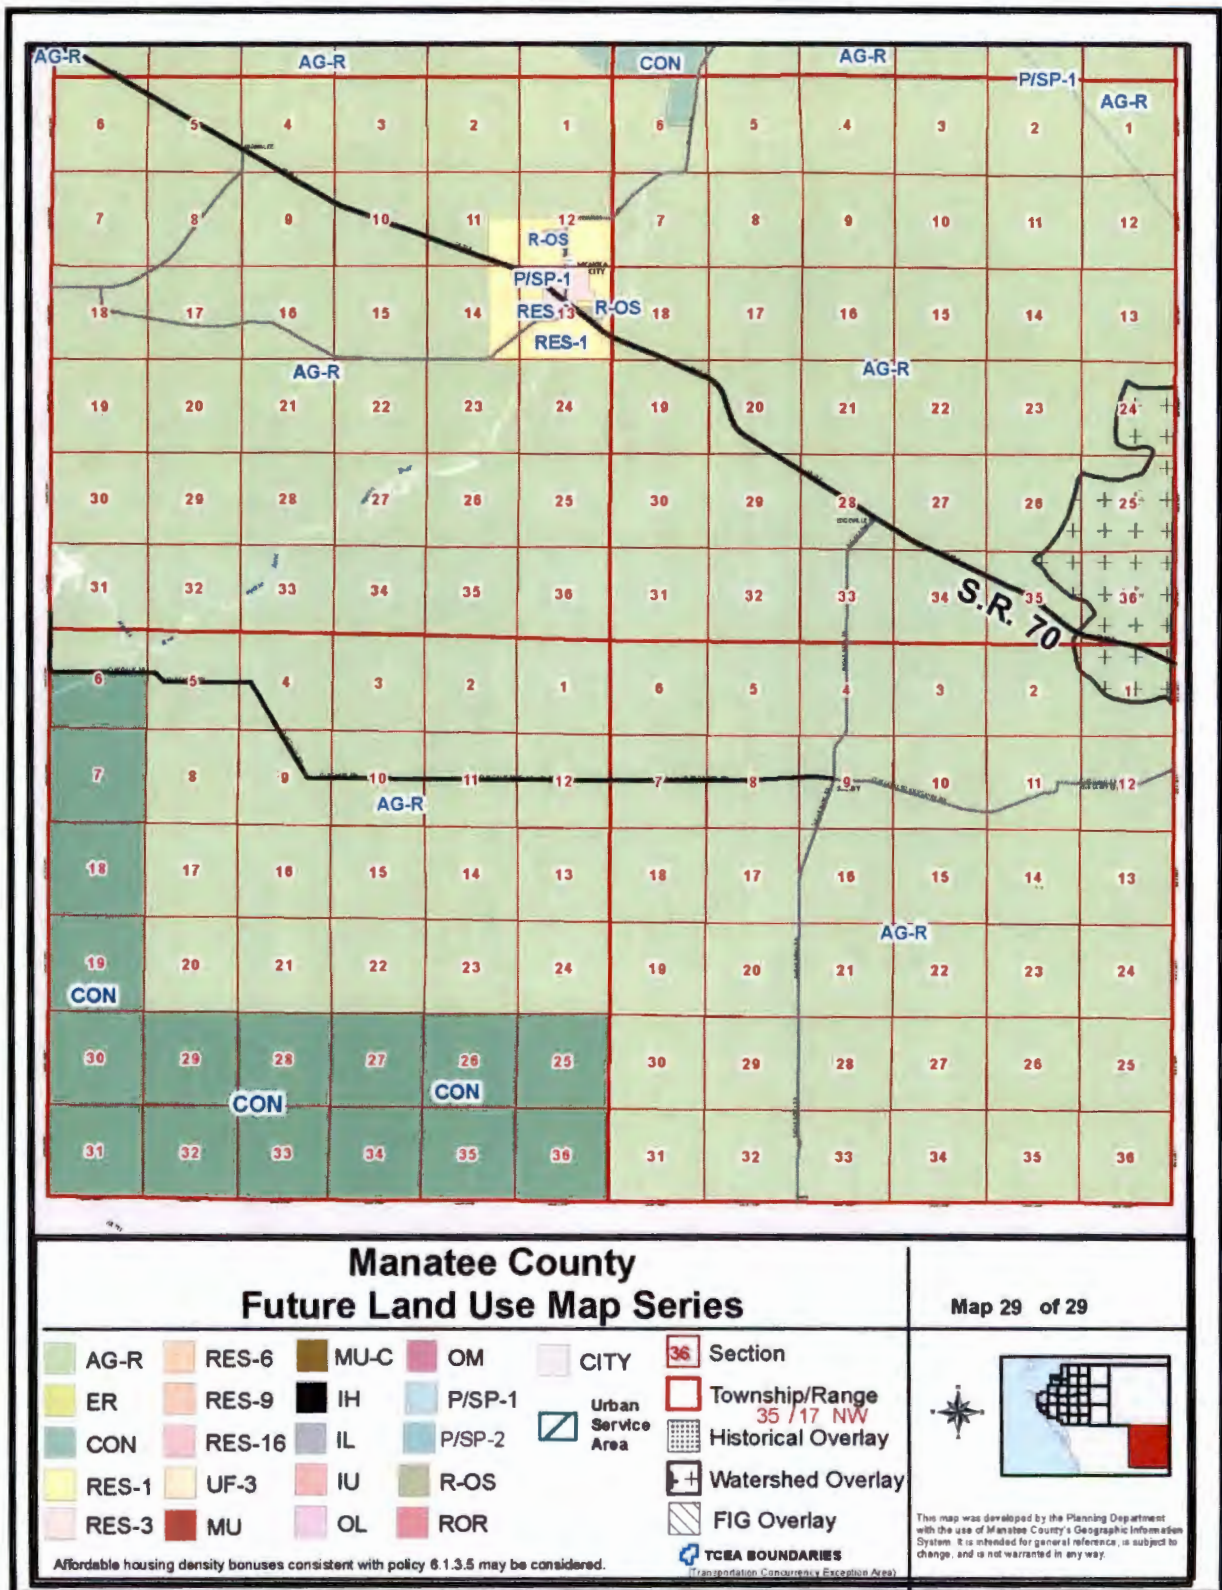 AG-R AG-R CON AG-R
P/SP-1
AG-R
6 5 4 3 2 1 6 5 4 3 2 1
7 8 9 10 11 12 7 8 9 10 11 12
R-OS
CITY
P/SP-1
18 17 16 15 14 RES 13 R-OS 18 17 16 15 14 13
RES-1
AG-R AG-R
19 20 21 22 23 24 19 20 21 22 23 24
30 29 28 27 26 25 30 29 28 27 26 25
31 32 33 34 35 36 31 32 33 34 35 36
S.R. 70
6 5 4 3 2 1 6 5 4 3 2 1
7 8 9 10 11 12 7 8 9 10 11 12
AG-R
18 17 16 15 14 13 18 17 16 15 14 13
AG-R
19 20 21 22 23 24 19 20 21 22 23 24
CON
30 29 28 27 26 25 30 29 28 27 26 25
CON CON
31 32 33 34 35 36 31 32 33 34 35 36
Manatee County
Future Land Use Map Series
AG-R
ER
CON
RES-1
RES-3
RES-6
RES-9
RES-16
UF-3
MU
MU-C
IH
IL
IU
OL
OM
P/SP-1
P/SP-2
R-OS
ROR
CITY
Urban
Service
Area
36 Section
Township/Range
35 / 17 NW
Historical Overlay
Watershed Overlay
FIG Overlay
TCEA BOUNDARIES
(Transportation Concurrency Exception Area)
Affordable housing density bonuses consistent with policy 6.1.3.5 may be considered.
Map 29 of 29
This map was developed by the Planning Department
with the use of Manatee County's Geographic Information
System. It is intended for general reference, is subject to
change, and is not warranted in any way.